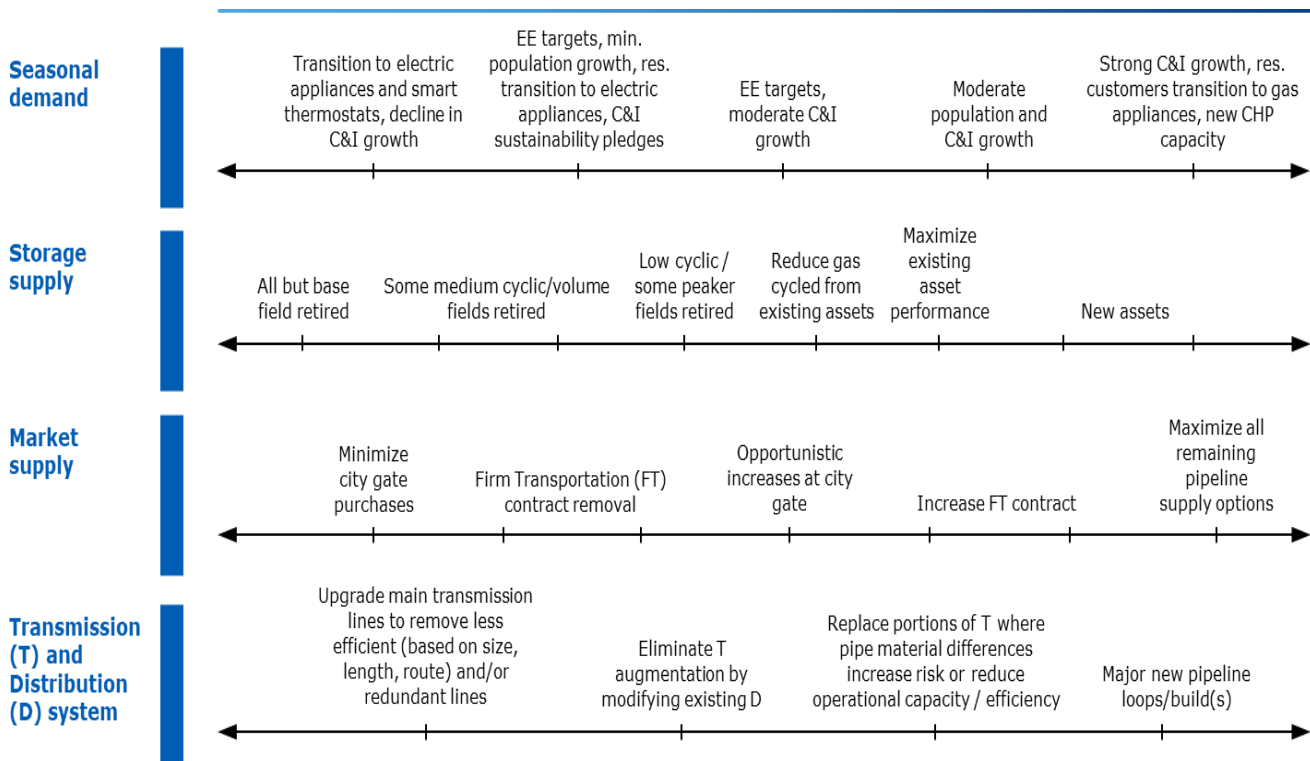 Seasonal
demand
Transition to electric
appliances and smart
thermostats, decline in
C&I growth
EE targets, min.
population growth, res.
transition to electric
appliances, C&I
sustainability pledges
EE targets,
moderate C&I
growth
Moderate
population and
C&I growth
Strong C&I growth, res.
customers transition to gas
appliances, new CHP
capacity
Storage
supply
All but base
field retired
Some medium cyclic/volume
fields retired
Low cyclic /
some peaker
fields retired
Reduce gas
cycled from
existing assets
Maximize
existing
asset
performance
New assets
Market
supply
Minimize
city gate
purchases
Firm Transportation (FT)
contract removal
Opportunistic
increases at city
gate
Increase FT contract
Maximize all
remaining
pipeline
supply options
Transmission
(T) and
Distribution
(D) system
Upgrade main transmission
lines to remove less
efficient (based on size,
length, route) and/or
redundant lines
Eliminate T
augmentation by
modifying existing D
Replace portions of T where
pipe material differences
increase risk or reduce
operational capacity / efficiency
Major new pipeline
loops/build(s)